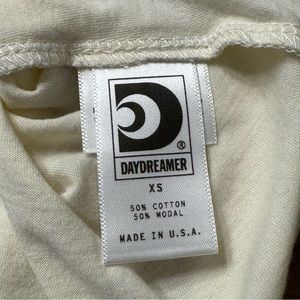 ®
DAYDREAMER
XS
50% COTTON
50% MODAL
MADE IN U.S.A.